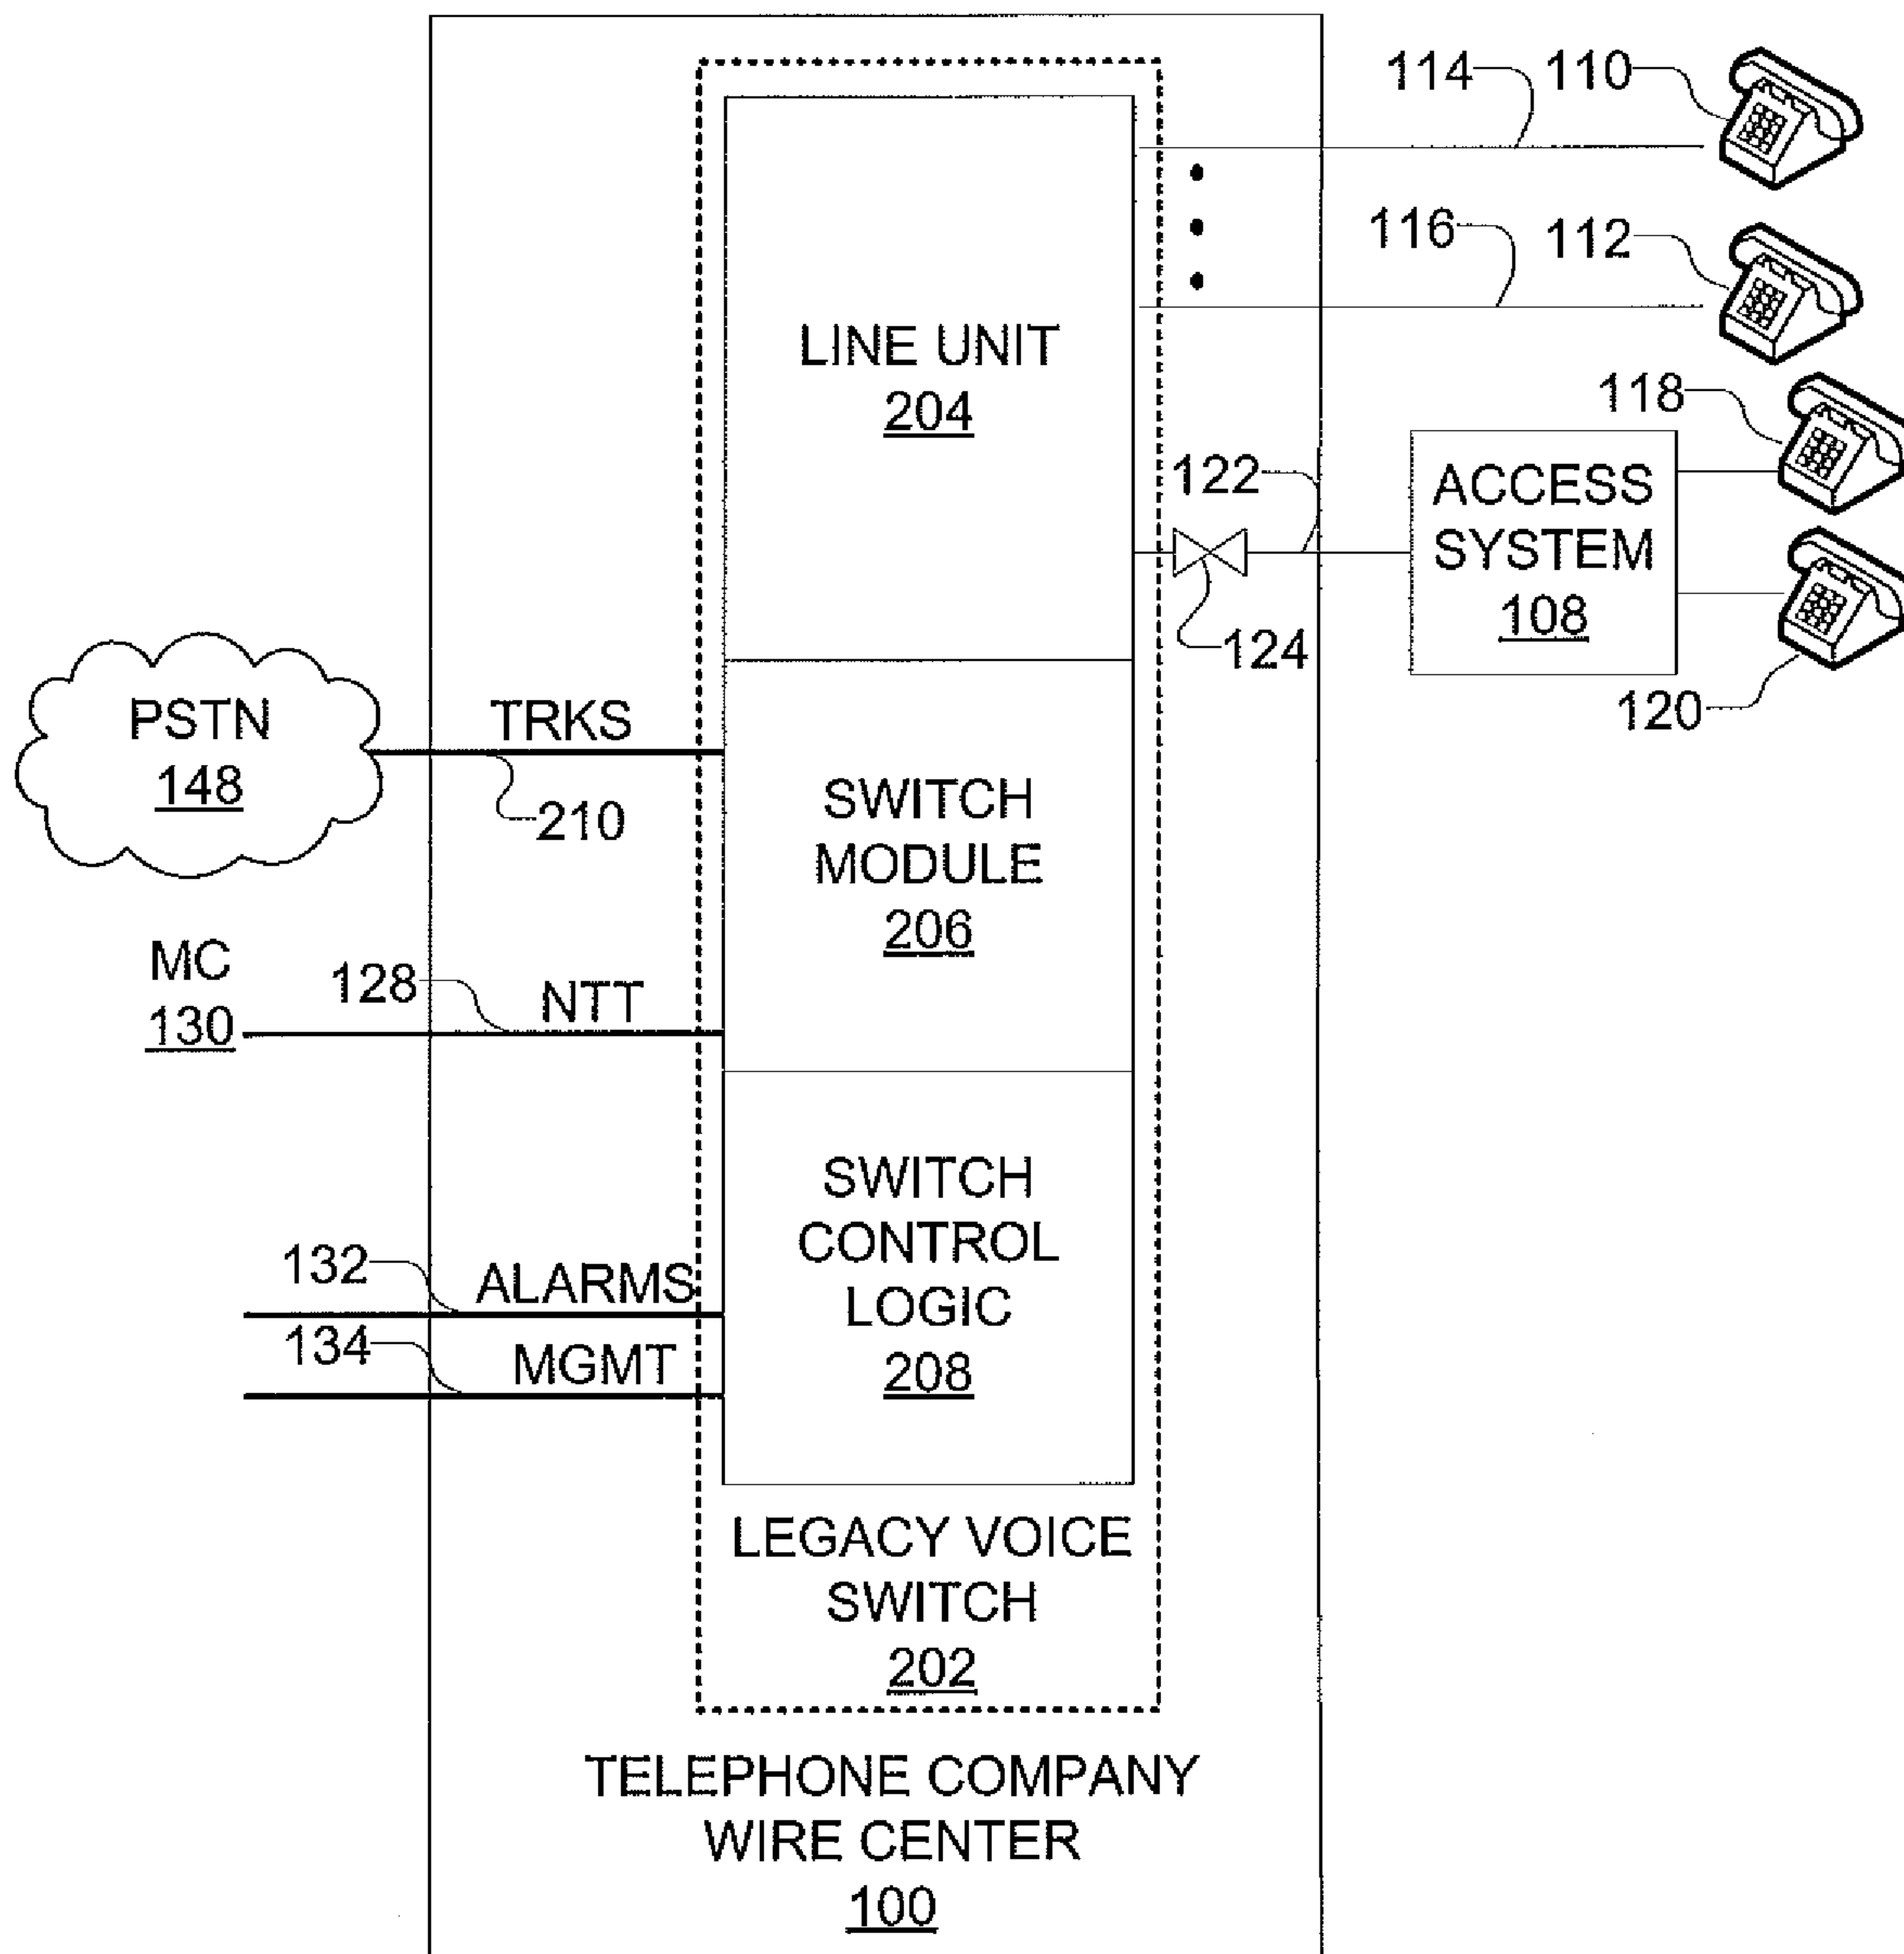 114
110
116
112
LINE UNIT
204
118
122
ACCESS
SYSTEM
108
124
120
PSTN
148
TRKS
210
SWITCH
MODULE
206
MC
130
128
NTT
SWITCH
CONTROL
LOGIC
208
132
ALARMS
134
MGMT
LEGACY VOICE
SWITCH
202
TELEPHONE COMPANY
WIRE CENTER
100